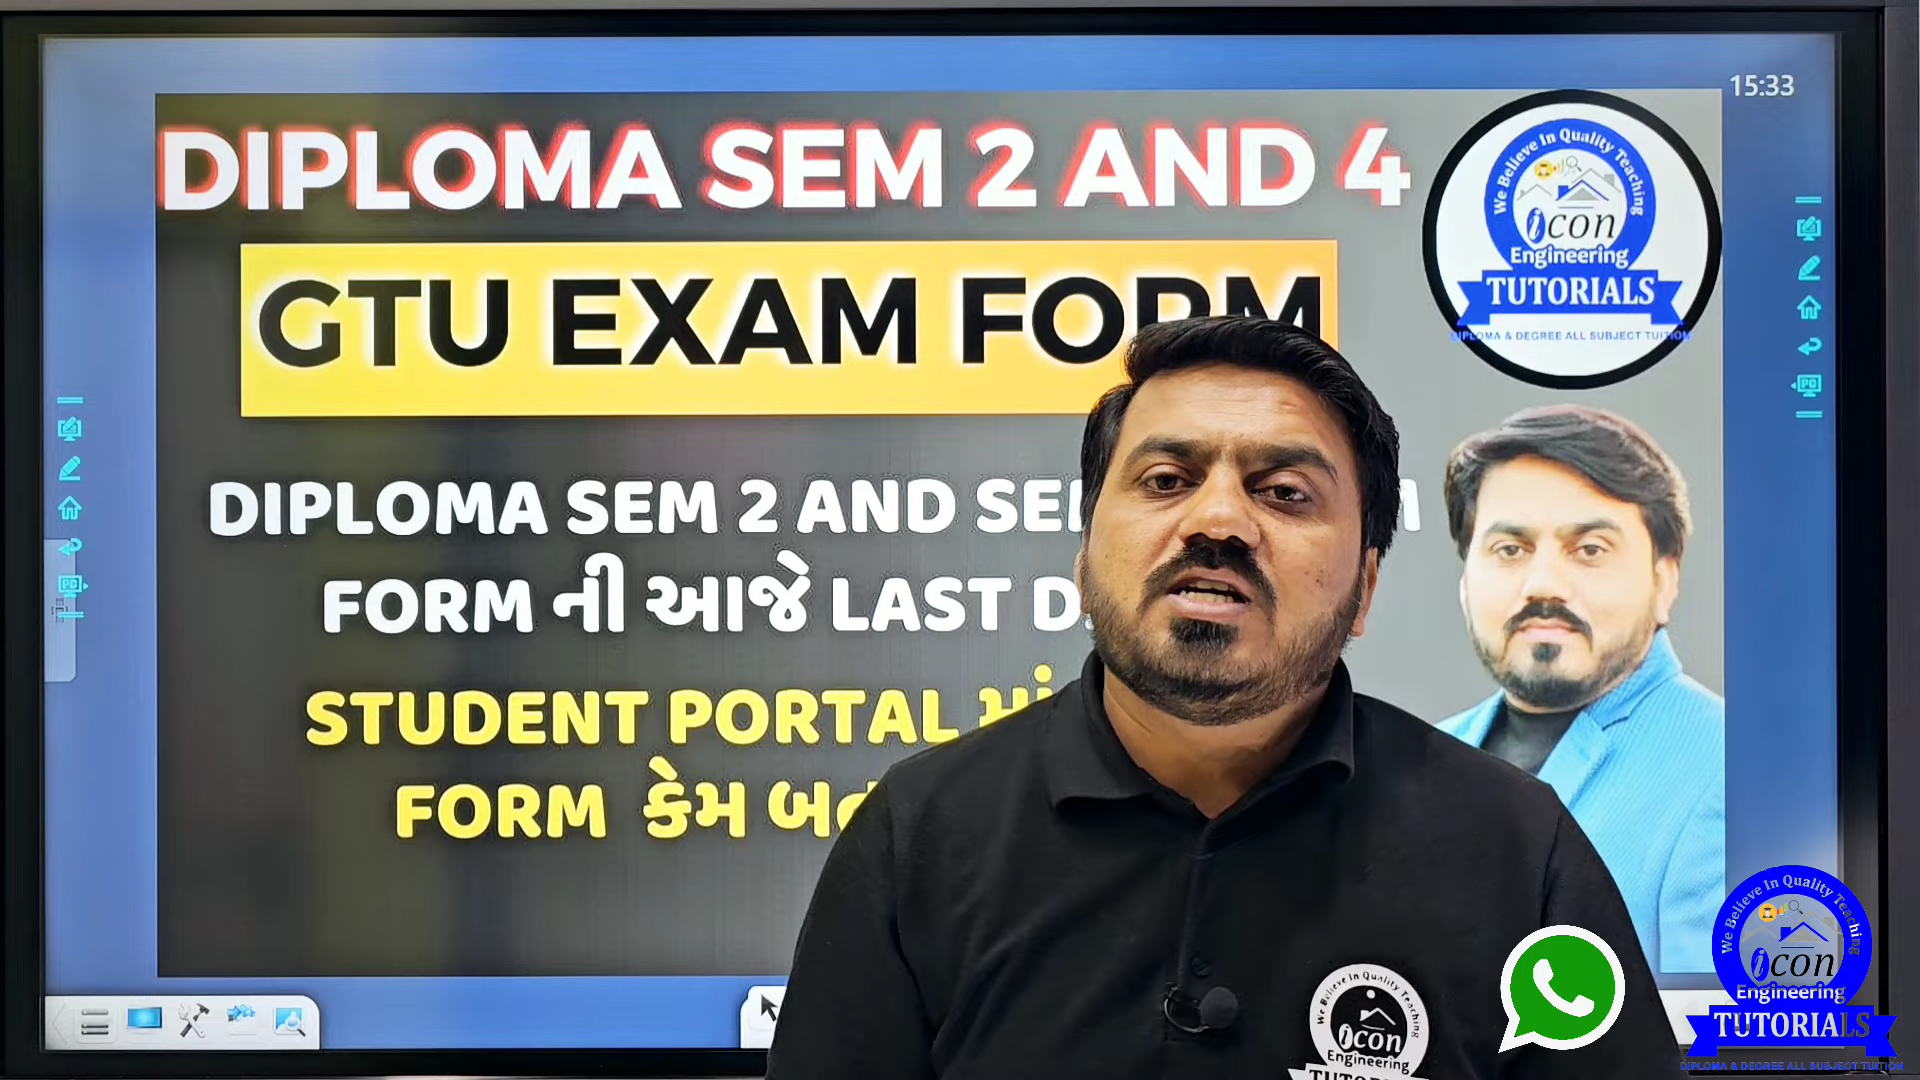 15:33
DIPLOMA SEM 2 AND 4
GTU EXAM FORM
DIPLOMA SEM 2 AND
FORM ની આજે LAST
STUDENT PORTAL
FORM કેમ
We Believe In Quality Teaching
icon
Engineering
TUTORIALS
DIPLOMA & DEGREE ALL SUBJECT TUITION
We Believe In Quality Teaching
icon
Engineering
We Believe In Quality Teaching
icon
Engineering
TUTORIALS
DIPLOMA & DEGREE ALL SUBJECT TUITION
PC
PC